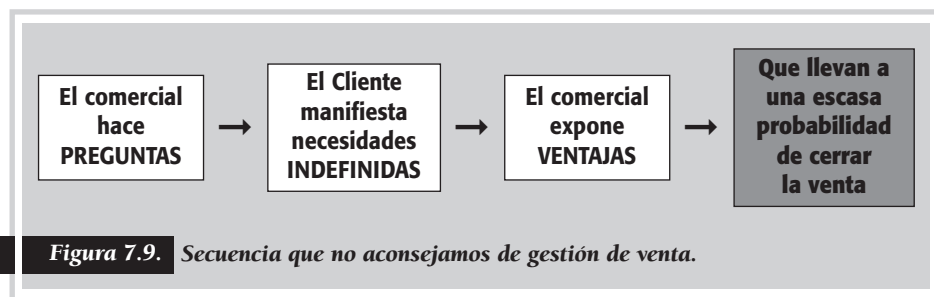 El comercial
hace
PREGUNTAS
El Cliente
manifiesta
necesidades
INDEFINIDAS
El comercial
expone
VENTAJAS
Que llevan a
una escasa
probabilidad
de cerrar
la venta
Figura 7.9. Secuencia que no aconsejamos de gestión de venta.